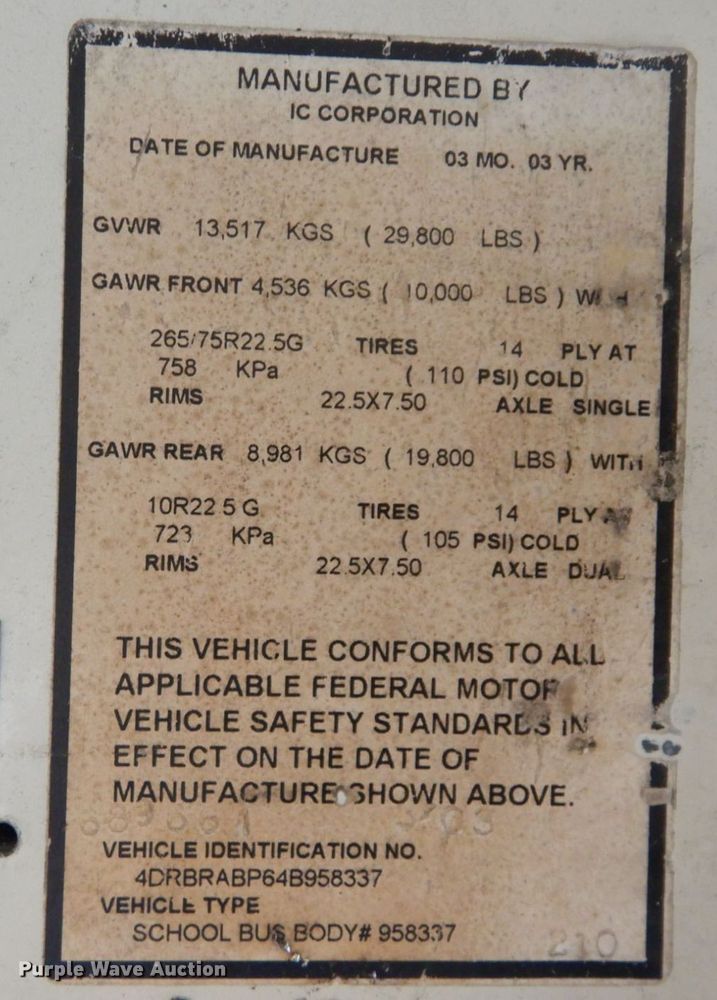 MANUFACTURED BY
IC CORPORATION
DATE OF MANUFACTURE 03 MO. 03 YR.
GVWR 13,517 KGS ( 29,800 LBS )
GAWR FRONT 4,536 KGS ( 10,000 LBS ) WITH
265/75R22.5G TIRES 14 PLY AT
758 KPa ( 110 PSI) COLD
RIMS 22.5X7.50 AXLE SINGLE
GAWR REAR 8,981 KGS ( 19,800 LBS ) WITH
10R22.5 G TIRES 14 PLY AT
723 KPa ( 105 PSI) COLD
RIMS 22.5X7.50 AXLE DUAL
THIS VEHICLE CONFORMS TO ALL
APPLICABLE FEDERAL MOTOR
VEHICLE SAFETY STANDARDS IN
EFFECT ON THE DATE OF
MANUFACTURE SHOWN ABOVE.
VEHICLE IDENTIFICATION NO.
4DRBRABP64B958337
VEHICLE TYPE
SCHOOL BUS BODY# 958337
210
Purple Wave Auction